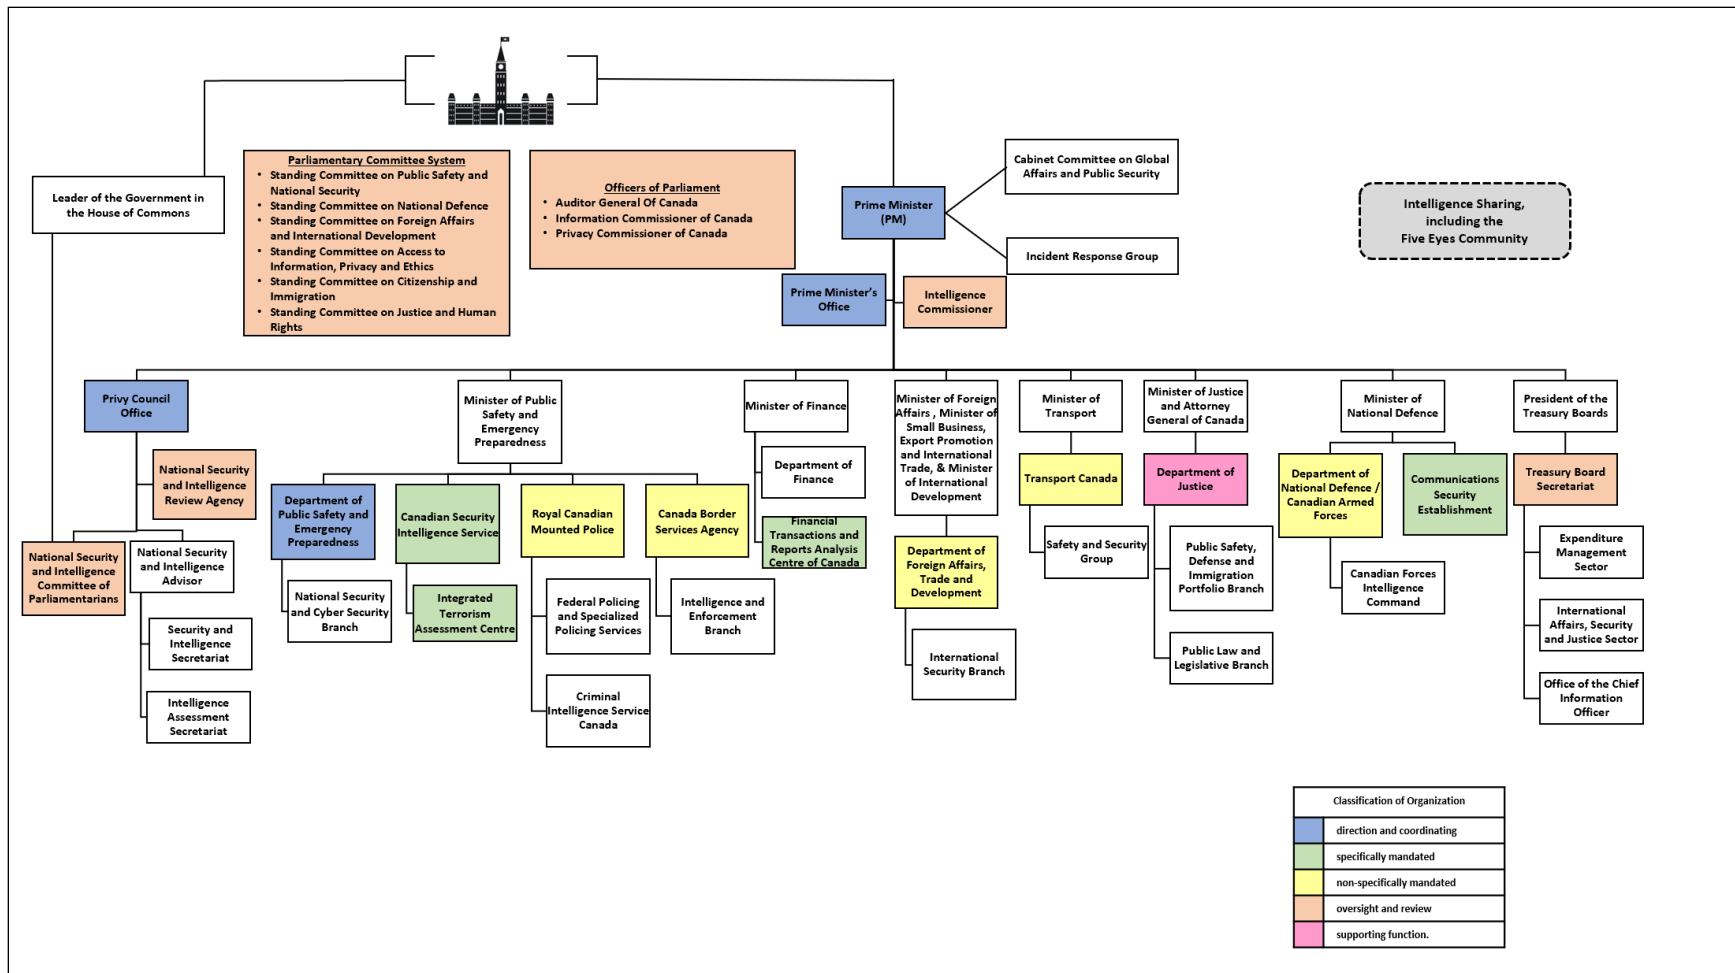 Parliamentary Committee System
• Standing Committee on Public Safety and
National Security
• Standing Committee on National Defence
• Standing Committee on Foreign Affairs
and International Development
• Standing Committee on Access to
Information, Privacy and Ethics
• Standing Committee on Citizenship and
Immigration
• Standing Committee on Justice and Human
Rights
Officers of Parliament
• Auditor General Of Canada
• Information Commissioner of Canada
• Privacy Commissioner of Canada
Leader of the Government in
the House of Commons
Prime Minister
(PM)
Cabinet Committee on Global
Affairs and Public Security
Incident Response Group
Intelligence Sharing,
including the
Five Eyes Community
Prime Minister's
Office
Intelligence
Commissioner
Privy Council
Office
National Security
and Intelligence
Review Agency
National Security
and Intelligence
Committee of
Parliamentarians
National Security
and Intelligence
Advisor
Security and
Intelligence
Secretariat
Intelligence
Assessment
Secretariat
Minister of Public
Safety and
Emergency
Preparedness
Department of
Public Safety and
Emergency
Preparedness
National Security
and Cyber Security
Branch
Canadian Security
Intelligence Service
Integrated
Terrorism
Assessment Centre
Royal Canadian
Mounted Police
Federal Policing
and Specialized
Policing Services
Criminal
Intelligence Service
Canada
Canada Border
Services Agency
Intelligence and
Enforcement
Branch
Minister of Finance
Department of
Finance
Financial
Transactions and
Reports Analysis
Centre of Canada
Minister of Foreign
Affairs , Minister of
Small Business,
Export Promotion
and International
Trade, & Minister
of International
Development
Department of
Foreign Affairs,
Trade and
Development
International
Security Branch
Minister of
Transport
Transport Canada
Safety and Security
Group
Minister of Justice
and Attorney
General of Canada
Department of
Justice
Public Safety,
Defense and
Immigration
Portfolio Branch
Public Law and
Legislative Branch
Minister of
National Defence
Department of
National Defence /
Canadian Armed
Forces
Canadian Forces
Intelligence
Command
Communications
Security
Establishment
President of the
Treasury Boards
Treasury Board
Secretariat
Expenditure
Management
Sector
International
Affairs, Security
and Justice Sector
Office of the Chief
Information
Officer
Classification of Organization
direction and coordinating
specifically mandated
non-specifically mandated
oversight and review
supporting function.